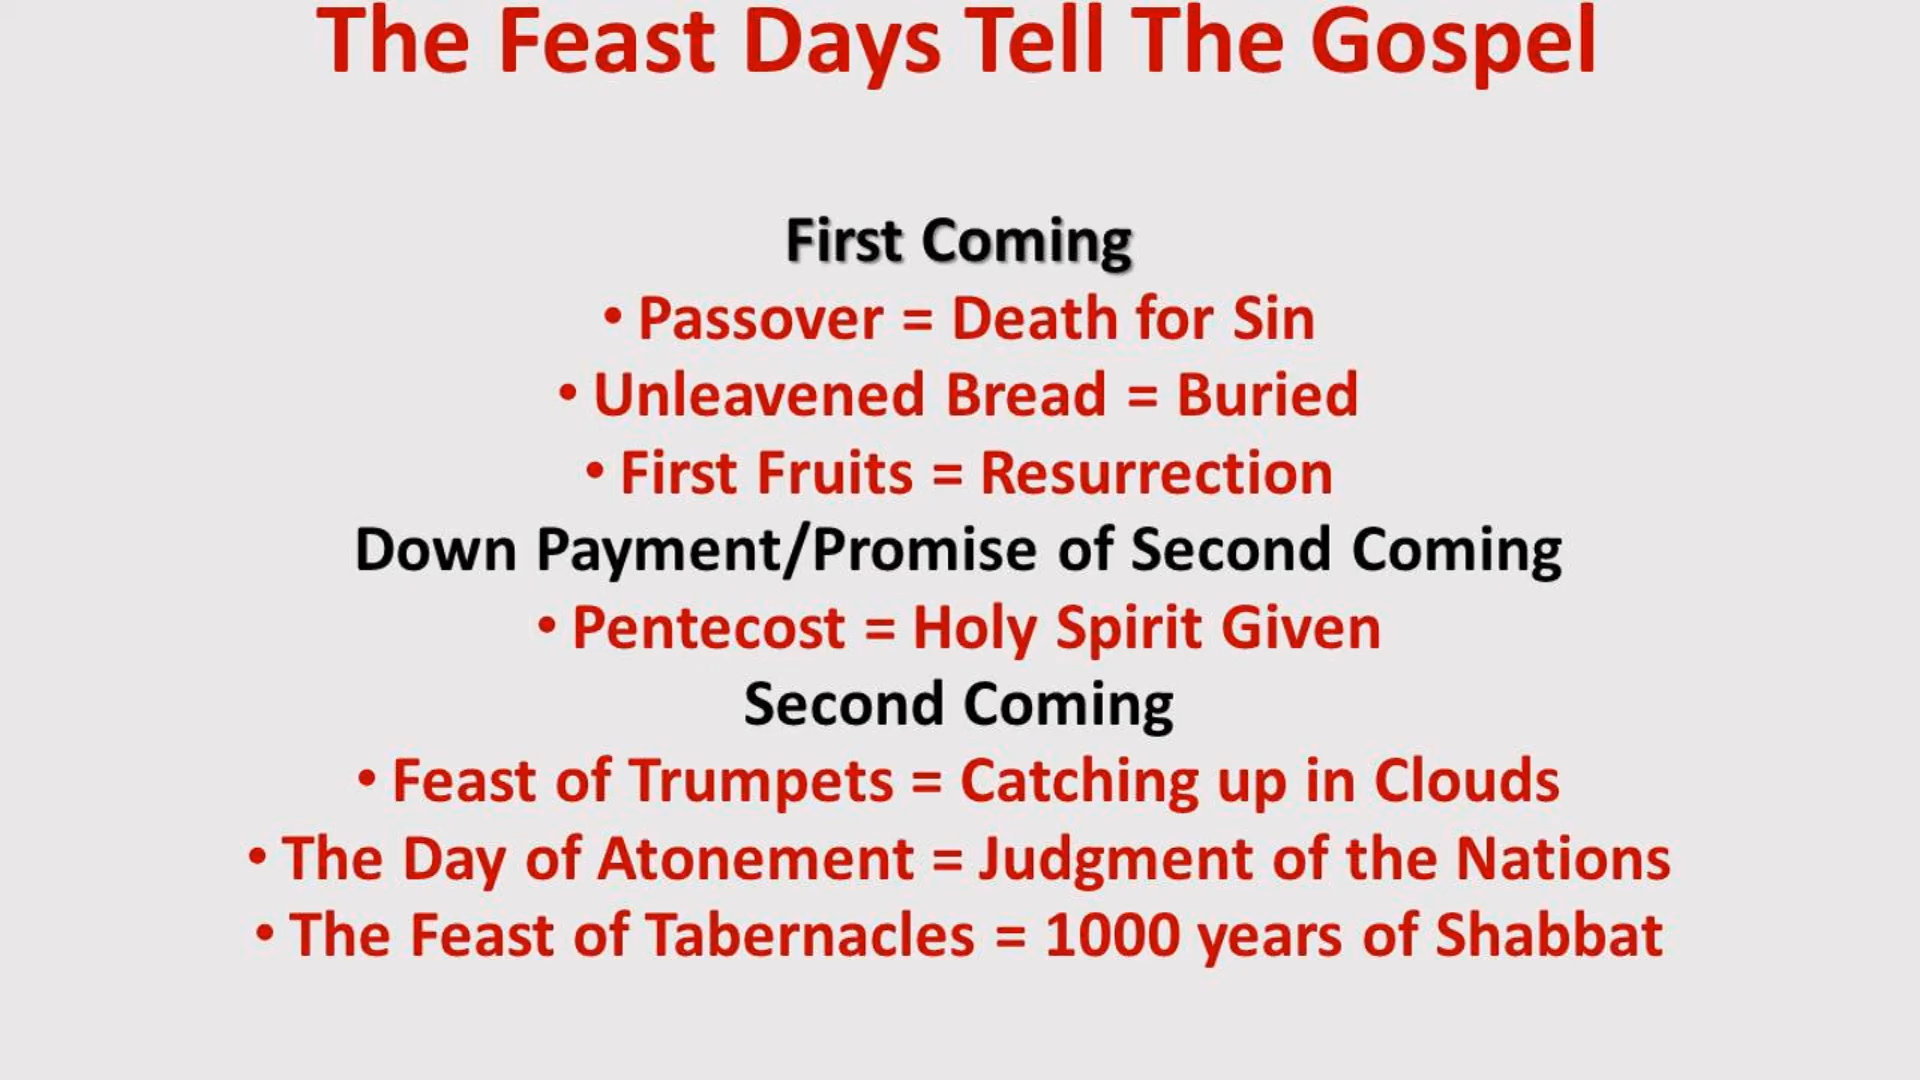 The Feast Days Tell The Gospel
First Coming
• Passover = Death for Sin
• Unleavened Bread = Buried
• First Fruits = Resurrection
Down Payment/Promise of Second Coming
• Pentecost = Holy Spirit Given
Second Coming
• Feast of Trumpets = Catching up in Clouds
• The Day of Atonement = Judgment of the Nations
• The Feast of Tabernacles = 1000 years of Shabbat